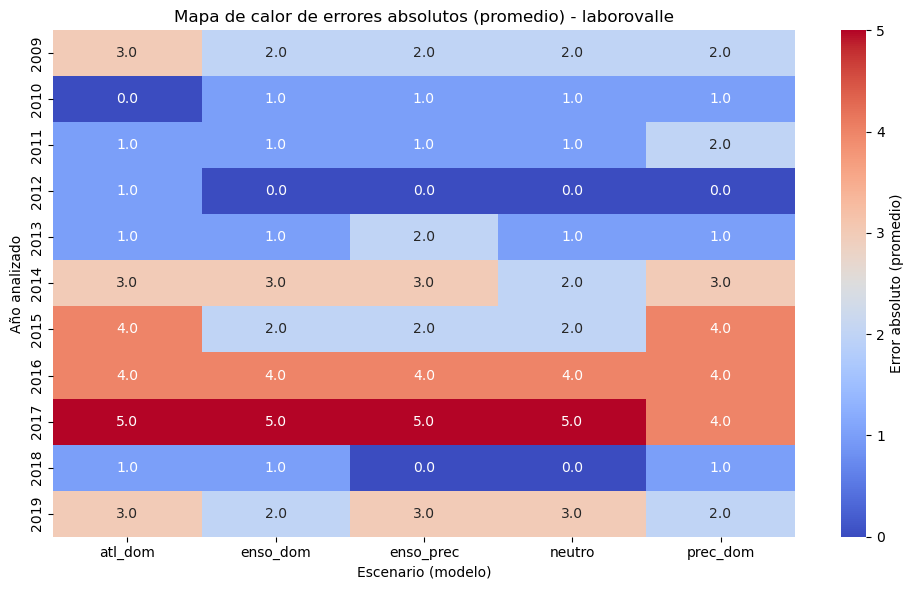 Mapa de calor de errores absolutos (promedio) - laborovalle
Año analizado
2009 3.0 2.0 2.0 2.0 2.0
2010 0.0 1.0 1.0 1.0 1.0
2011 1.0 1.0 1.0 1.0 2.0
2012 1.0 0.0 0.0 0.0 0.0
2013 1.0 1.0 2.0 1.0 1.0
2014 3.0 3.0 3.0 2.0 3.0
2015 4.0 2.0 2.0 2.0 4.0
2016 4.0 4.0 4.0 4.0 4.0
2017 5.0 5.0 5.0 5.0 4.0
2018 1.0 1.0 0.0 0.0 1.0
2019 3.0 2.0 3.0 3.0 2.0
atl_dom enso_dom enso_prec neutro prec_dom
Escenario (modelo)
5
4
3
2
1
0
Error absoluto (promedio)